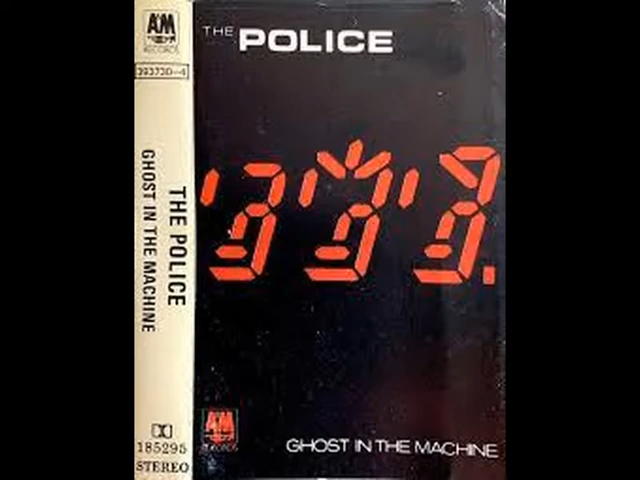 A&M
RECORDS
393730-4
THE POLICE
GHOST IN THE MACHINE
185295
STEREO
THE POLICE
A&M
RECORDS
GHOST IN THE MACHINE